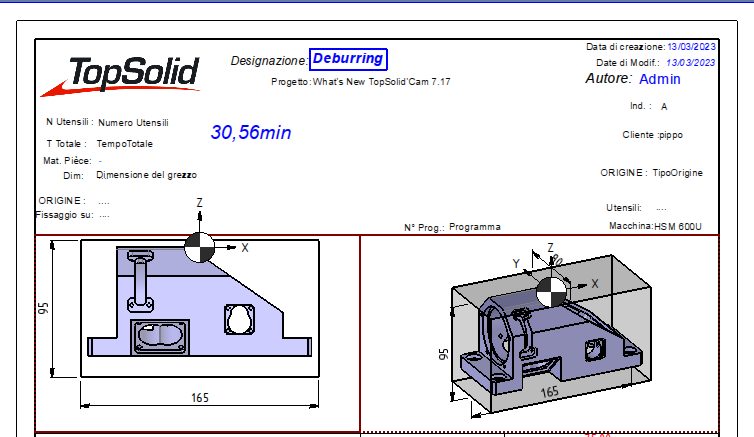 TopSolid
Designazione: Deburring
Progetto: What's New TopSolid'Cam 7.17
Data di creazione: 13/03/2023
Date di Modif.: 13/03/2023
Autore: Admin
Ind. : A
N Utensili : Numero Utensili
30,56min
Cliente :pippo
T Totale : TempoTotale
Mat. Pièce: -
Dim: Dimensione del grezzo
ORIGINE : TipoOrigine
ORIGINE : ....
Fissaggio su: ....
Utensili: ....
N° Prog.: Programma
Macchina: HSM 600U
Z
X
95
165
Z
Y
X
95
165